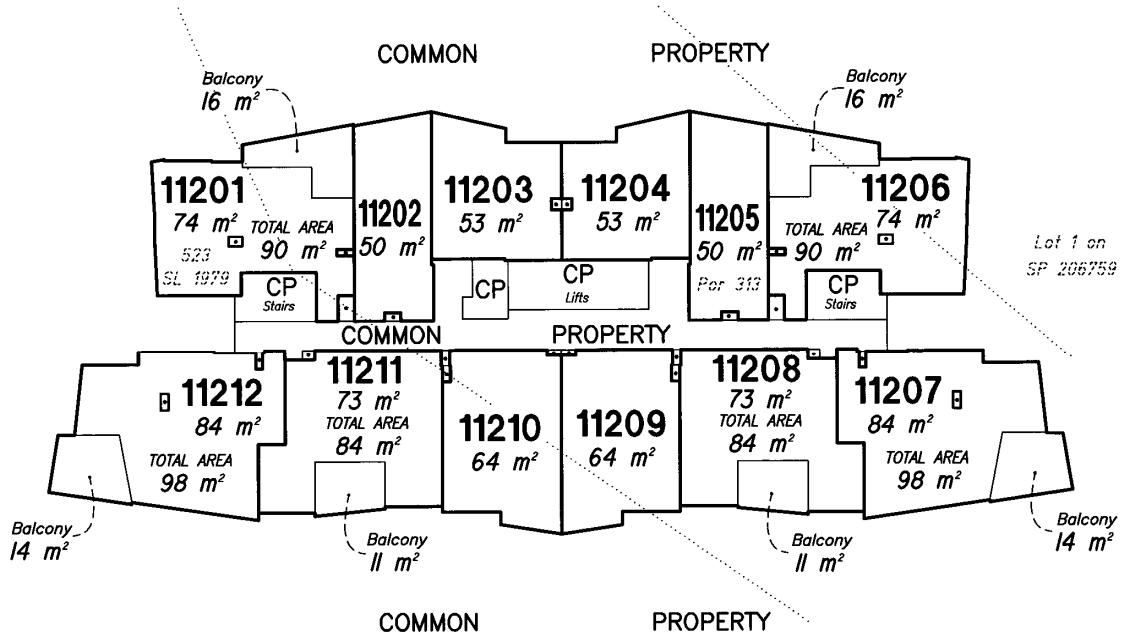 COMMON PROPERTY
Balcony
16 m²
Balcony
16 m²
11201
74 m²
TOTAL AREA
90 m²
523
SL 1979
11202
50 m²
11203
53 m²
11204
53 m²
11205
50 m²
Por 313
11206
74 m²
TOTAL AREA
90 m²
Lot 1 on
SP 206759
CP
Stairs
CP
CP
Lifts
CP
Stairs
COMMON PROPERTY
11212
84 m²
TOTAL AREA
98 m²
11211
73 m²
TOTAL AREA
84 m²
11210
64 m²
11209
64 m²
11208
73 m²
TOTAL AREA
84 m²
11207
84 m²
TOTAL AREA
98 m²
Balcony
14 m²
Balcony
11 m²
Balcony
11 m²
Balcony
14 m²
COMMON PROPERTY